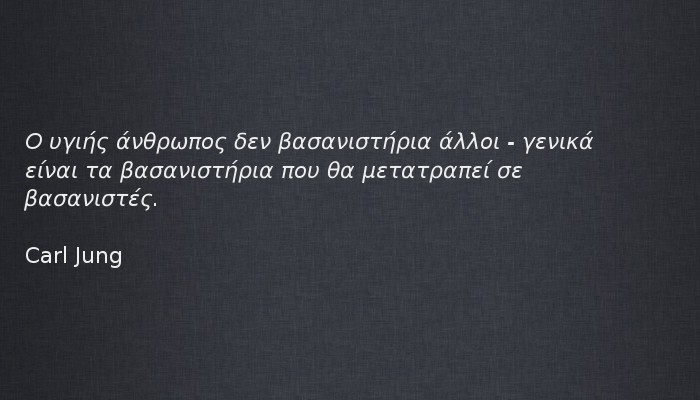 Ο υγιής άνθρωπος δεν βασανιστήρια άλλοι - γενικά
είναι τα βασανιστήρια που θα μετατραπεί σε
βασανιστές.
Carl Jung